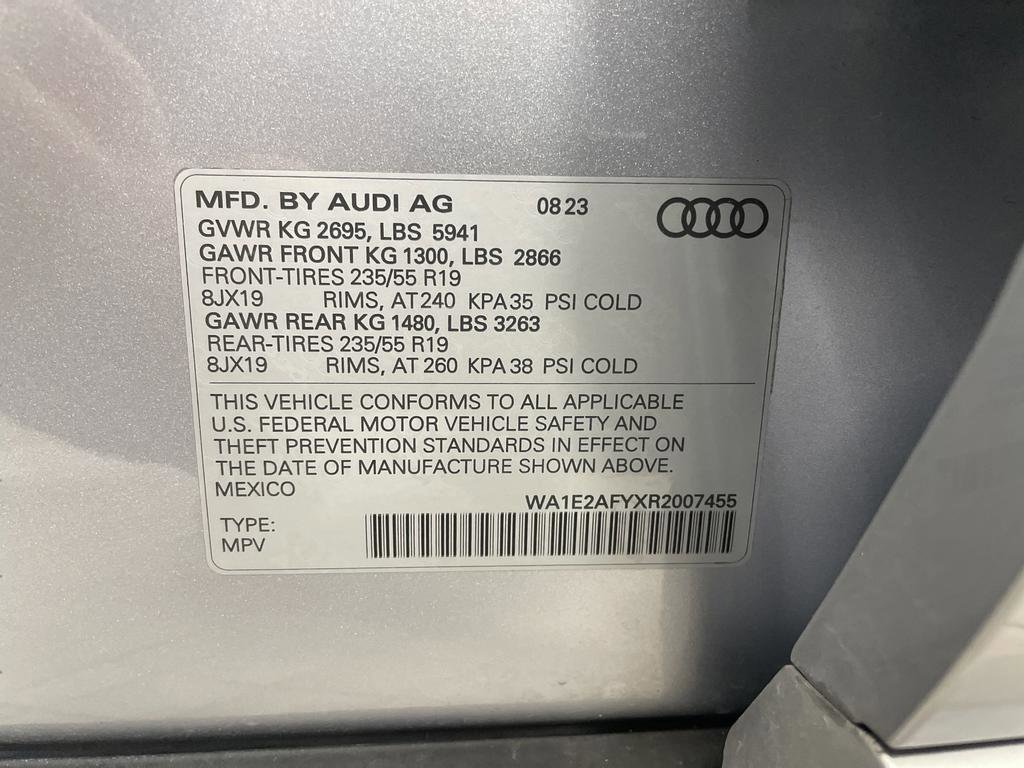 MFD. BY AUDI AG 08 23
GVWR KG 2695, LBS 5941
GAWR FRONT KG 1300, LBS 2866
FRONT-TIRES 235/55 R19
8JX19 RIMS, AT 240 KPA 35 PSI COLD
GAWR REAR KG 1480, LBS 3263
REAR-TIRES 235/55 R19
8JX19 RIMS, AT 260 KPA 38 PSI COLD
THIS VEHICLE CONFORMS TO ALL APPLICABLE
U.S. FEDERAL MOTOR VEHICLE SAFETY AND
THEFT PREVENTION STANDARDS IN EFFECT ON
THE DATE OF MANUFACTURE SHOWN ABOVE.
MEXICO
WA1E2AFYXR2007455
TYPE:
MPV